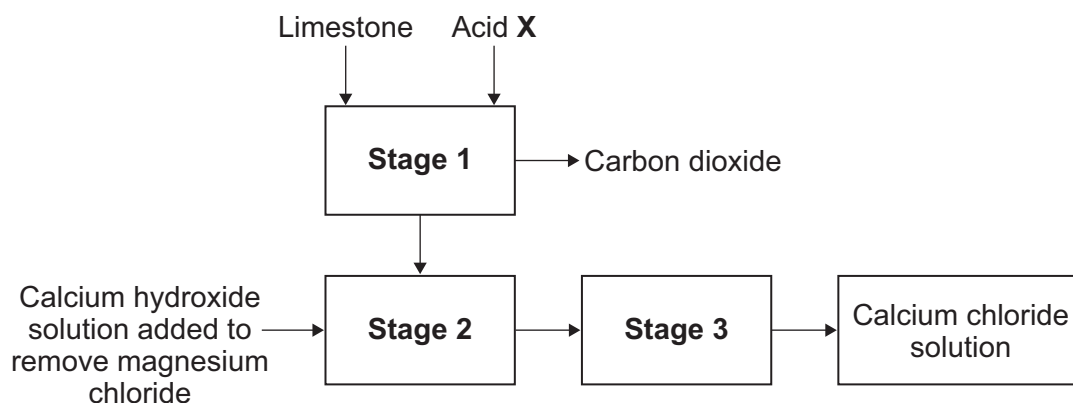 Limestone
Acid X
Stage 1
Carbon dioxide
Calcium hydroxide
solution added to
remove magnesium
chloride
Stage 2
Stage 3
Calcium chloride
solution